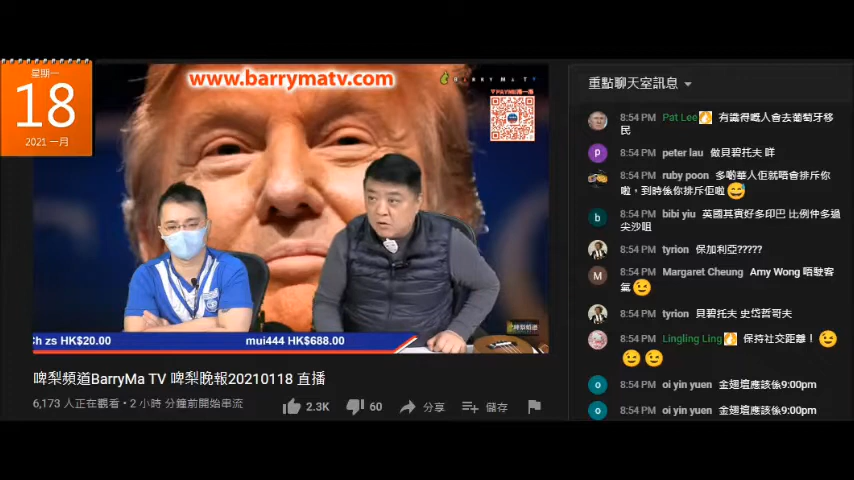 星期一
18
2021 一月
www.barrymatv.com
BARRY MA TV
Ch zs HK$20.00
mui444 HK$688.00
啤梨頻道
啤梨頻道BarryMa TV 啤梨晚報20210118 直播
6,173 人正在觀看 • 2 小時 分鐘前開始串流
2.3K
60
分享
儲存
重點聊天室訊息
8:54 PM Pat Lee 有識得嘅人會去葡萄牙移
民
8:54 PM peter lau 做貝碧托夫 咩
8:54 PM ruby poon 多啲華人佢就唔會排斥你
啦，到時係你排斥佢啦😅
8:54 PM bibi yiu 英國其實好多印巴 比例仲多過
尖沙咀
8:54 PM tyrion 保加利亞?????
8:54 PM Margaret Cheung Amy Wong 唔駛客
氣😉
8:54 PM tyrion 貝碧托夫 史岱哲哥夫
8:54 PM Lingling Ling 保持社交距離！😉
😉😉
8:54 PM oi yin yuen 金翅壇應該係9:00pm
8:54 PM oi yin yuen 金翅壇應該係9:00pm